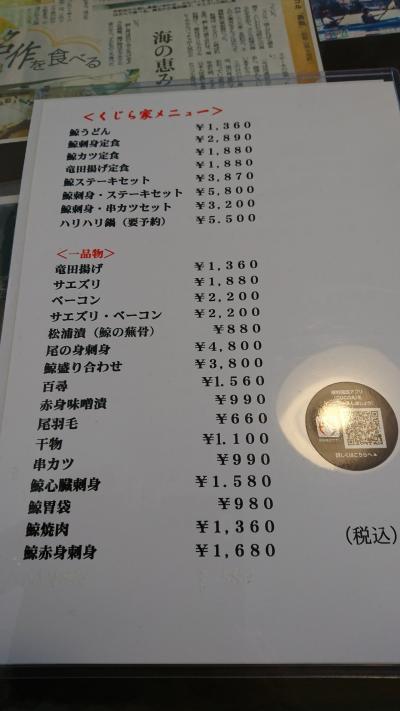 を食べる
海の恵み
<くじら家メニュー>
鯨うどん ￥1,360
鯨刺身定食 ￥2,890
鯨カツ定食 ￥1,880
竜田揚げ定食 ￥1,880
鯨ステーキセット ￥3,870
鯨刺身・ステーキセット ￥5,800
鯨刺身・串カツセット ￥3,200
ハリハリ鍋（要予約） ￥5.500
<一品物>
竜田揚げ ￥1,360
サエズリ ￥1,880
ベーコン ￥2,200
サエズリ・ベーコン ￥2,200
松浦漬（鯨の蕪骨） ￥880
尾の身刺身 ￥4,800
鯨盛り合わせ ￥3,800
百尋 ￥1.560
赤身味噌漬 ￥990
尾羽毛 ￥660
干物 ￥1.100
串カツ ￥990
鯨心臓刺身 ￥1.580
鯨胃袋 ￥980
鯨焼肉 ￥1,360
鯨赤身刺身 ￥1,680
(税込)
詳しくはこちらへ▲